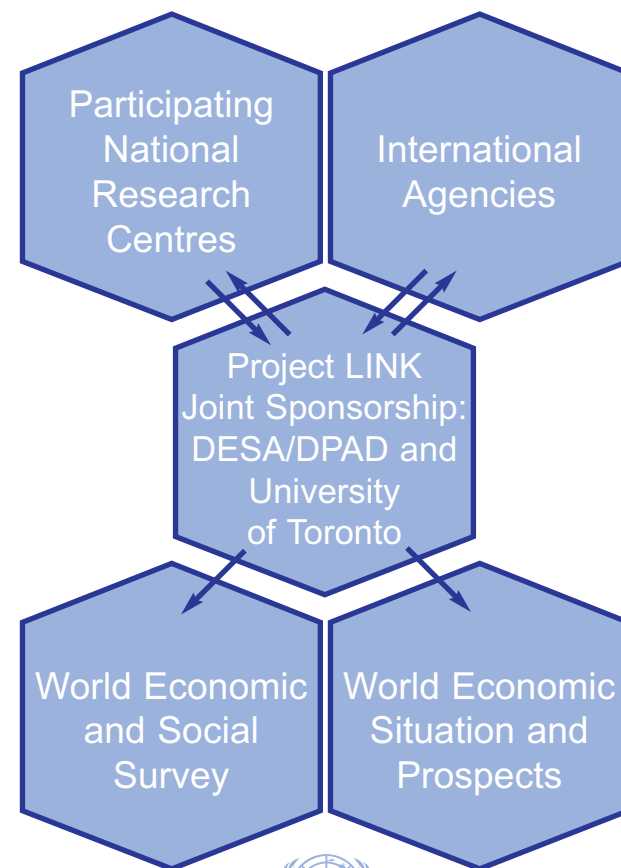 Participating
National
Research
Centres
International
Agencies
Project LINK
Joint Sponsorship:
DESA/DPAD and
University
of Toronto
World Economic
and Social
Survey
World Economic
Situation and
Prospects